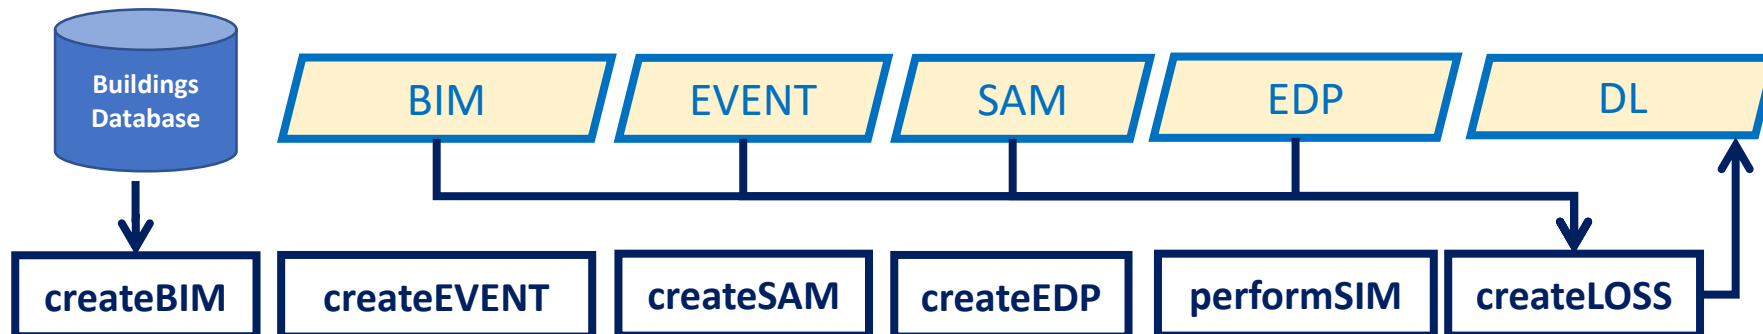 Buildings
Database
BIM
EVENT
SAM
EDP
DL
createBIM
createEVENT
createSAM
createEDP
performSIM
createLOSS